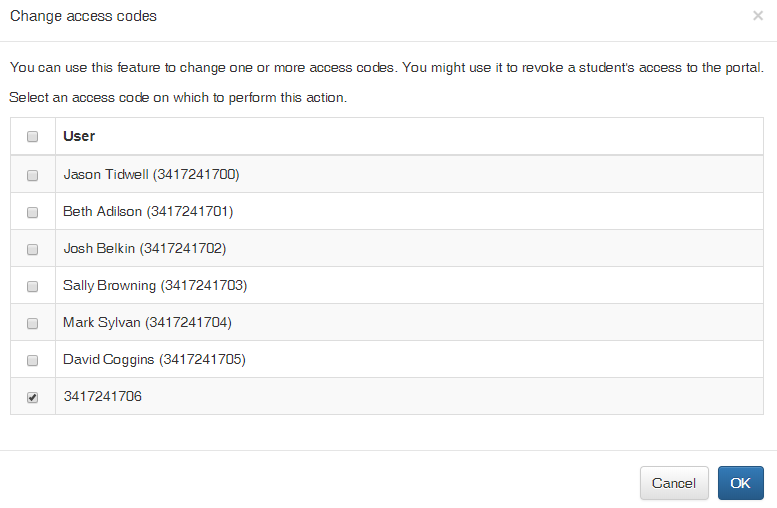 Change access codes ×
You can use this feature to change one or more access codes. You might use it to revoke a student's access to the portal.
Select an access code on which to perform this action.
User
Jason Tidwell (3417241700)
Beth Adilson (3417241701)
Josh Belkin (3417241702)
Sally Browning (3417241703)
Mark Sylvan (3417241704)
David Goggins (3417241705)
3417241706
Cancel OK